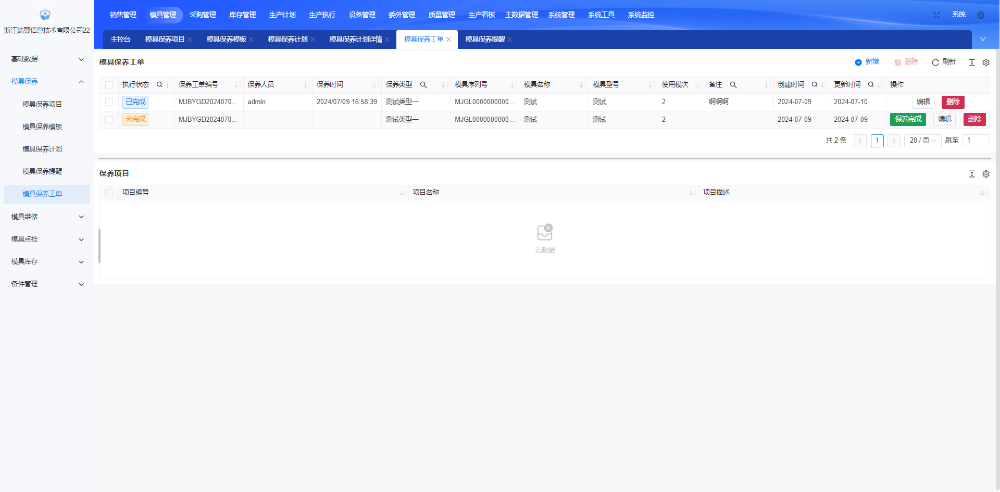 浙江瑞翼信息技术有限公司22
销售管理 模具管理 采购管理 库存管理 生产计划 生产执行 设备管理 委外管理 质量管理 生产看板 主数据管理 系统管理 系统工具 系统监控 系统
主控台 模具保养项目 模具保养模板 模具保养计划 模具保养计划详情 模具保养工单 模具保养提醒
基础数据
模具保养
模具保养项目
模具保养模板
模具保养计划
模具保养提醒
模具保养工单
模具维修
模具点检
模具库存
备件管理
模具保养工单 新增 删除 刷新
执行状态 保养工单编号 保养人员 保养时间 保养类型 模具序列号 模具名称 模具型号 使用模次 备注 创建时间 更新时间 操作
已完成 MJBYGD2024070... admin 2024/07/09 16:58:39 测试类型一 MJGL0000000000... 测试 测试 2 啊啊啊 2024-07-09 2024-07-10 编辑 删除
未完成 MJBYGD2024070... 测试类型一 MJGL0000000000... 测试 测试 2 2024-07-09 2024-07-09 保养完成 编辑 删除
共 2 条 1 20 / 页 跳至 1
保养项目
项目编号 项目名称 项目描述
无数据